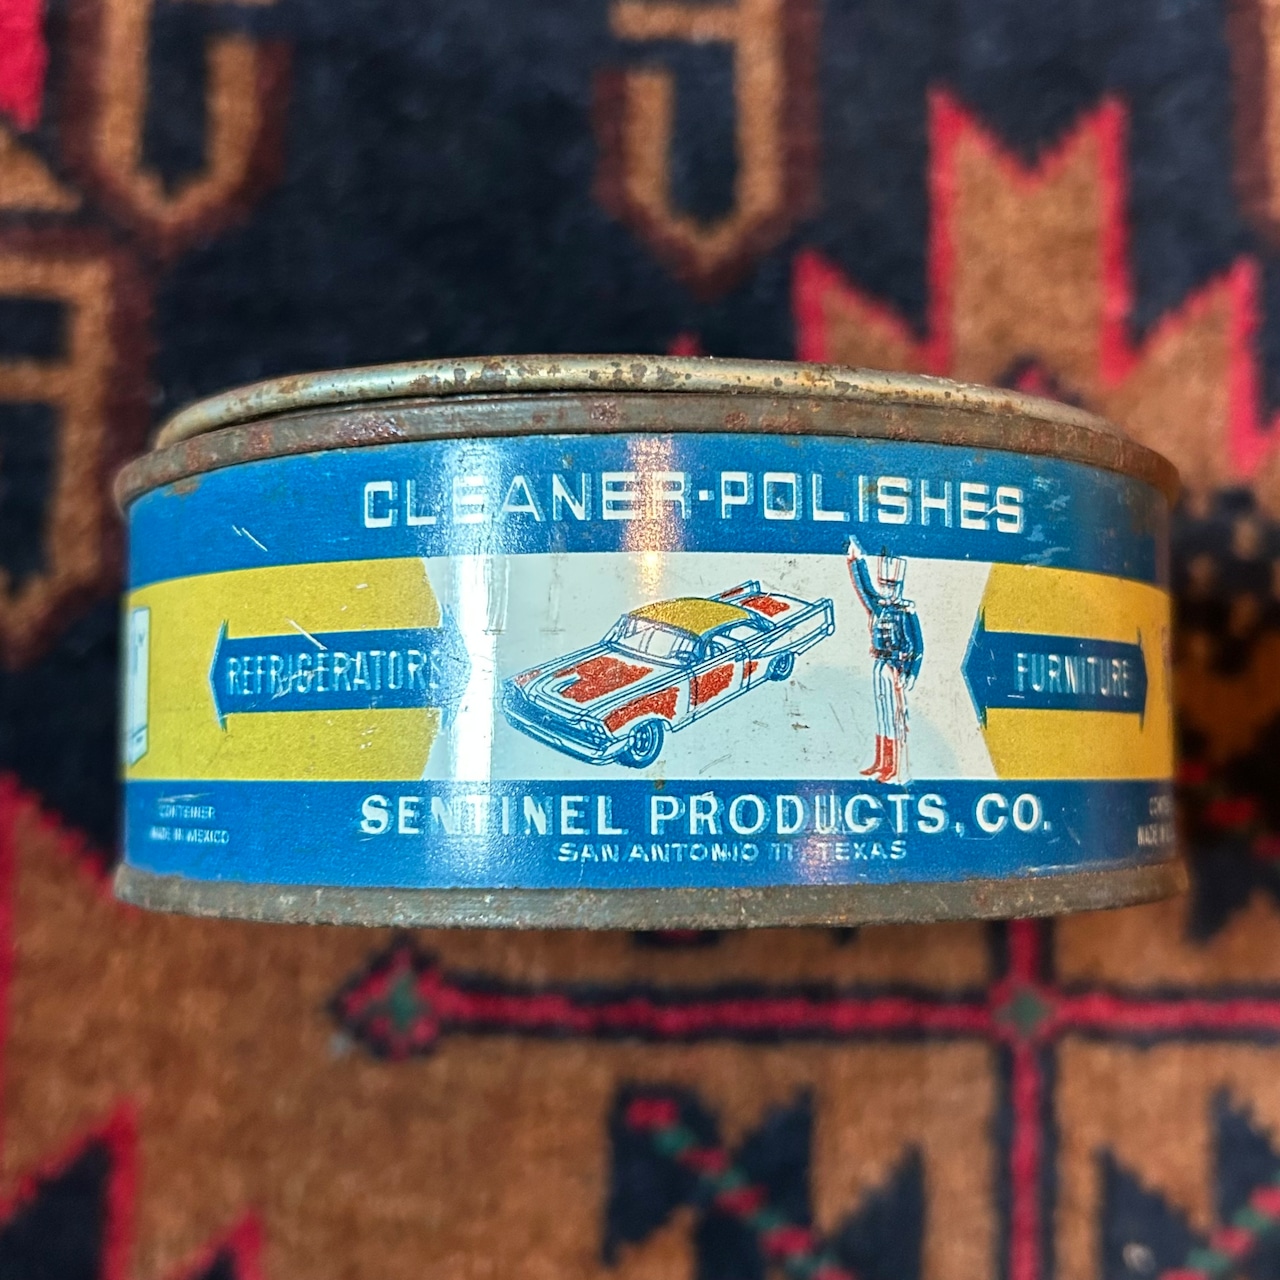 CLEANER-POLISHES
REFRIGERATORS
FURNITURE
SENTINEL PRODUCTS, CO.
SAN ANTONIO 11, TEXAS
CONTAINER
MADE IN MEXICO